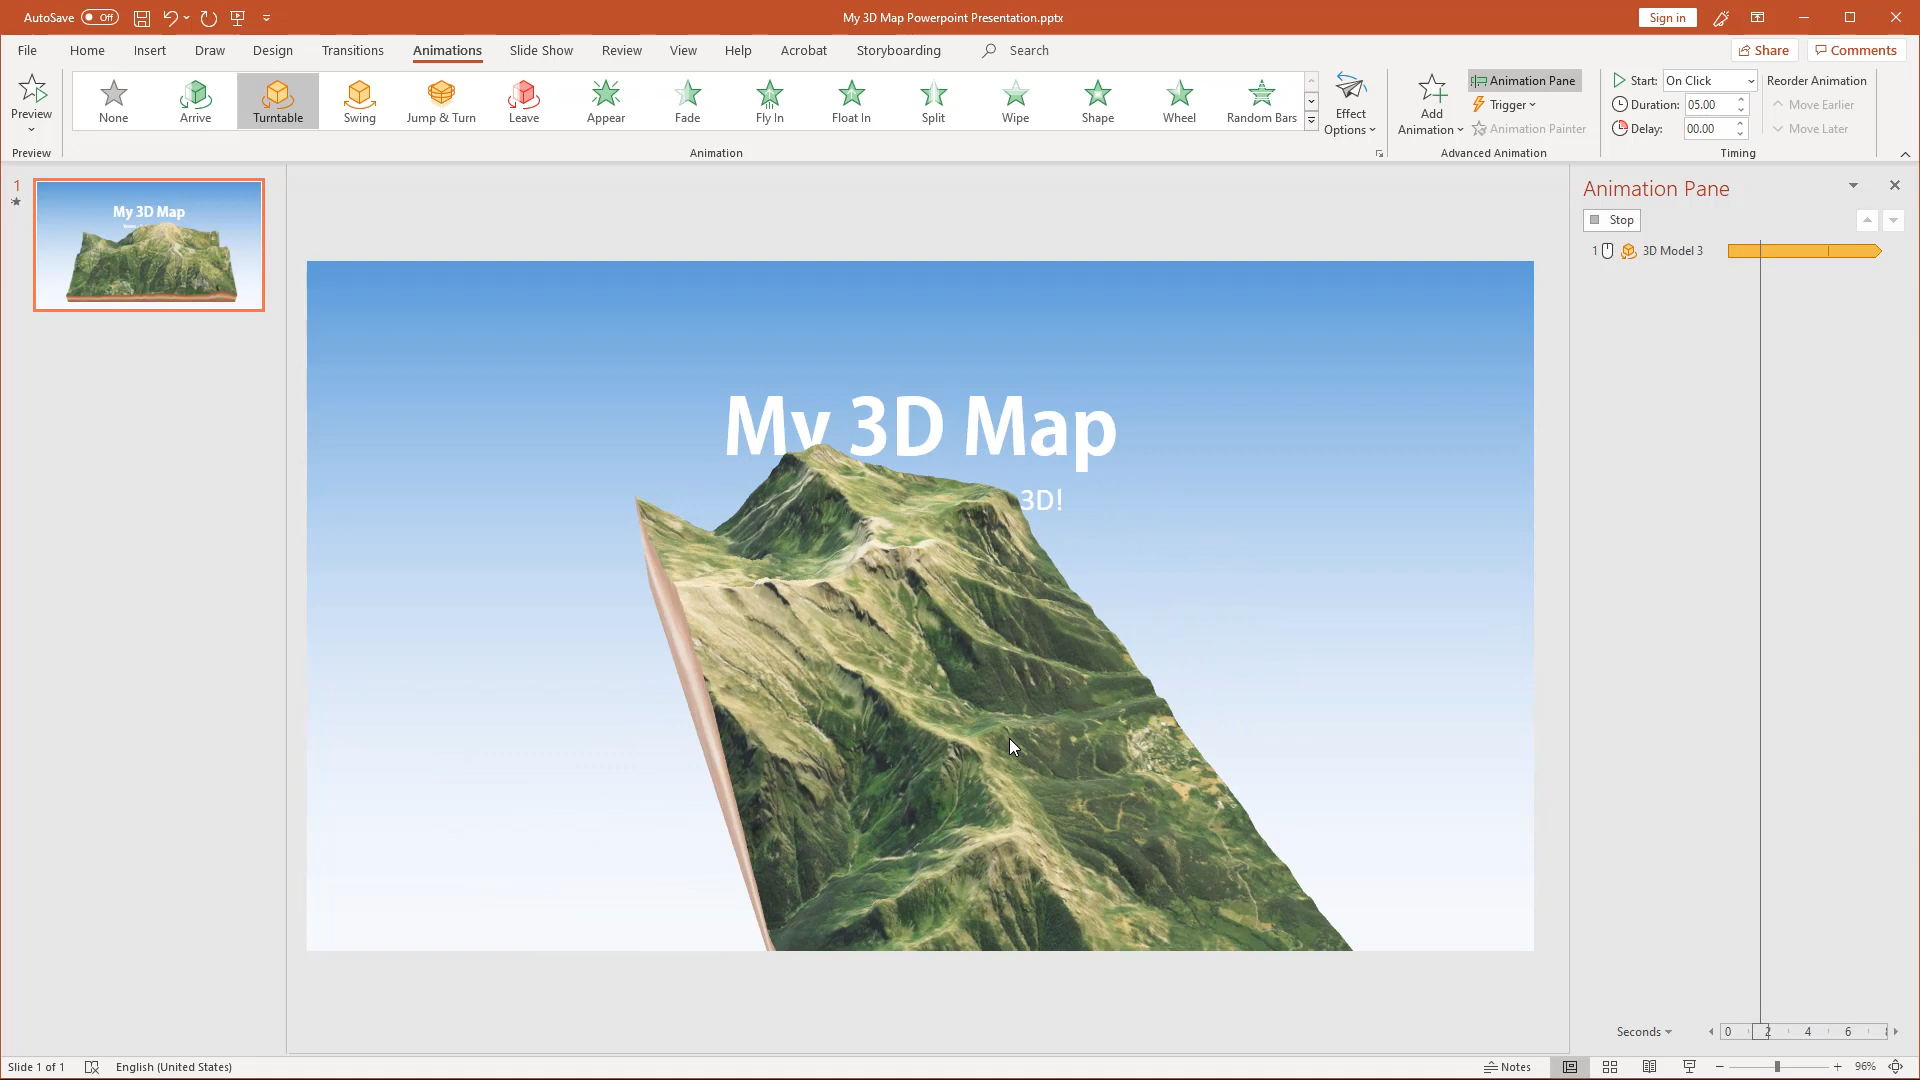 AutoSave Off
My 3D Map Powerpoint Presentation.pptx
Sign in
File Home Insert Draw Design Transitions Animations Slide Show Review View Help Acrobat Storyboarding Search
Share Comments
Preview
None Arrive Turntable Swing Jump & Turn Leave Appear Fade Fly In Float In Split Wipe Shape Wheel Random Bars
Effect Options
Add Animation
Animation Pane
Trigger
Animation Painter
Start: On Click
Duration: 05.00
Delay: 00.00
Reorder Animation
Move Earlier
Move Later
Preview Animation Advanced Animation Timing
1
My 3D Map
My 3D Map
3D!
Animation Pane
Stop
1 3D Model 3
Seconds 0 2 4 6
Slide 1 of 1 English (United States) Notes 96%